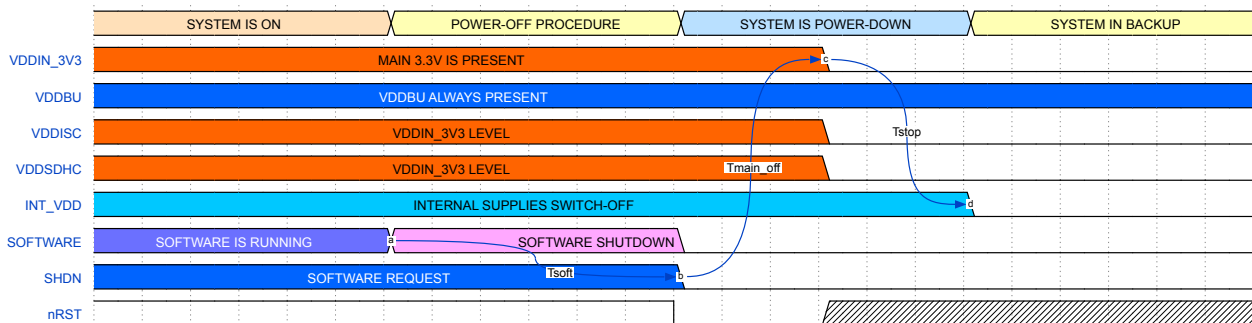 SYSTEM IS ON POWER-OFF PROCEDURE SYSTEM IS POWER-DOWN SYSTEM IN BACKUP
VDDIN_3V3 MAIN 3.3V IS PRESENT c
VDDBU VDDBU ALWAYS PRESENT
VDDISC VDDIN_3V3 LEVEL Tstop
VDDSDHC VDDIN_3V3 LEVEL Tmain_off
INT_VDD INTERNAL SUPPLIES SWITCH-OFF d
SOFTWARE SOFTWARE IS RUNNING a SOFTWARE SHUTDOWN
SHDN SOFTWARE REQUEST Tsoft b
nRST